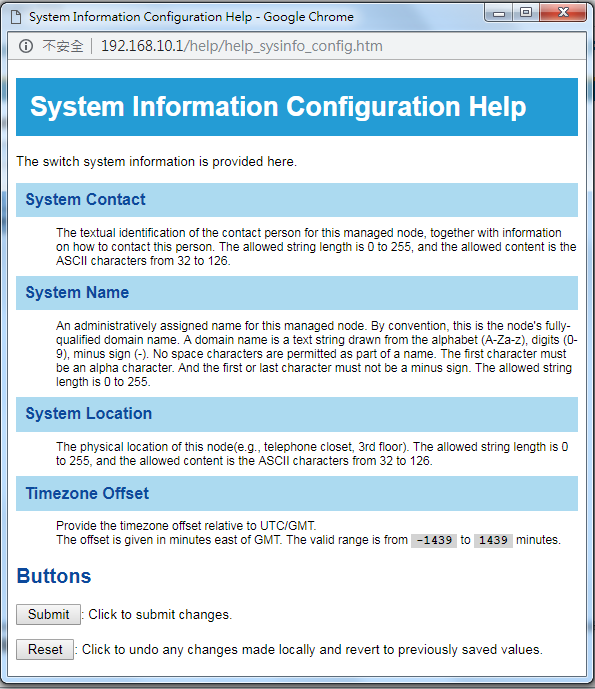 System Information Configuration Help - Google Chrome
不安全 192.168.10.1/help/help_sysinfo_config.htm
System Information Configuration Help
The switch system information is provided here.
System Contact
The textual identification of the contact person for this managed node, together with information
on how to contact this person. The allowed string length is 0 to 255, and the allowed content is the
ASCII characters from 32 to 126.
System Name
An administratively assigned name for this managed node. By convention, this is the node's fully-
qualified domain name. A domain name is a text string drawn from the alphabet (A-Za-z), digits (0-
9), minus sign (-). No space characters are permitted as part of a name. The first character must
be an alpha character. And the first or last character must not be a minus sign. The allowed string
length is 0 to 255.
System Location
The physical location of this node(e.g., telephone closet, 3rd floor). The allowed string length is 0
to 255, and the allowed content is the ASCII characters from 32 to 126.
Timezone Offset
Provide the timezone offset relative to UTC/GMT.
The offset is given in minutes east of GMT. The valid range is from -1439 to 1439 minutes.
Buttons
Submit: Click to submit changes.
Reset: Click to undo any changes made locally and revert to previously saved values.